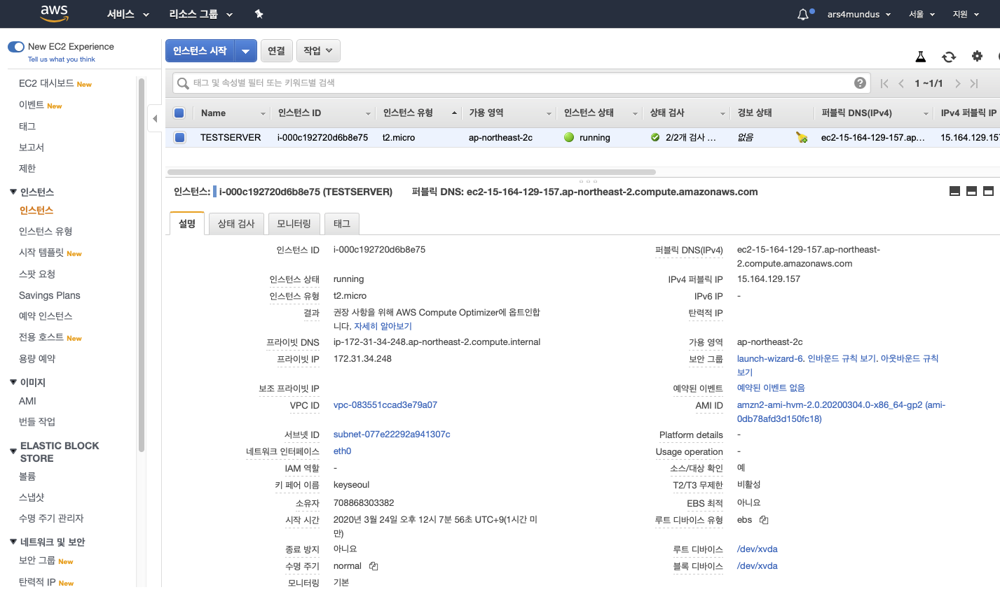 aws
서비스
리소스 그룹
ars4mundus
서울
지원
New EC2 Experience
Tell us what you think
EC2 대시보드 New
이벤트 New
태그
보고서
제한
인스턴스
인스턴스
인스턴스 유형
시작 템플릿 New
스팟 요청
Savings Plans
예약 인스턴스
전용 호스트 New
용량 예약
이미지
AMI
번들 작업
ELASTIC BLOCK
STORE
볼륨
스냅샷
수명 주기 관리자
네트워크 및 보안
보안 그룹 New
탄력적 IP New
인스턴스 시작
연결
작업
태그 및 속성별 필터 또는 키워드별 검색
1 ~1/1
Name 인스턴스 ID 인스턴스 유형 가용 영역 인스턴스 상태 상태 검사 경보 상태 퍼블릭 DNS(IPv4) IPv4 퍼블릭 IP
TESTSERVER i-000c192720d6b8e75 t2.micro ap-northeast-2c running 2/2개 검사 ... 없음 ec2-15-164-129-157.ap... 15.164.129.157
인스턴스: i-000c192720d6b8e75 (TESTSERVER) 퍼블릭 DNS: ec2-15-164-129-157.ap-northeast-2.compute.amazonaws.com
설명 상태 검사 모니터링 태그
인스턴스 ID i-000c192720d6b8e75
인스턴스 상태 running
인스턴스 유형 t2.micro
결과 권장 사항을 위해 AWS Compute Optimizer에 옵트인합
니다. 자세히 알아보기
프라이빗 DNS ip-172-31-34-248.ap-northeast-2.compute.internal
프라이빗 IP 172.31.34.248
보조 프라이빗 IP
VPC ID vpc-083551ccad3e79a07
서브넷 ID subnet-077e22292a941307c
네트워크 인터페이스 eth0
IAM 역할 -
키 페어 이름 keyseoul
소유자 708868303382
시작 시간 2020년 3월 24일 오후 12시 7분 56초 UTC+9(1시간 미
만)
종료 방지 아니요
수명 주기 normal
모니터링 기본
퍼블릭 DNS(IPv4) ec2-15-164-129-157.ap-northeast-
2.compute.amazonaws.com
IPv4 퍼블릭 IP 15.164.129.157
IPv6 IP -
탄력적 IP
가용 영역 ap-northeast-2c
보안 그룹 launch-wizard-6. 인바운드 규칙 보기. 아웃바운드 규칙
보기
예약된 이벤트 예약된 이벤트 없음
AMI ID amzn2-ami-hvm-2.0.20200304.0-x86_64-gp2 (ami-
0db78afd3d150fc18)
Platform details -
Usage operation -
소스/대상 확인 예
T2/T3 무제한 비활성
EBS 최적 아니요
루트 디바이스 유형 ebs
루트 디바이스 /dev/xvda
블록 디바이스 /dev/xvda